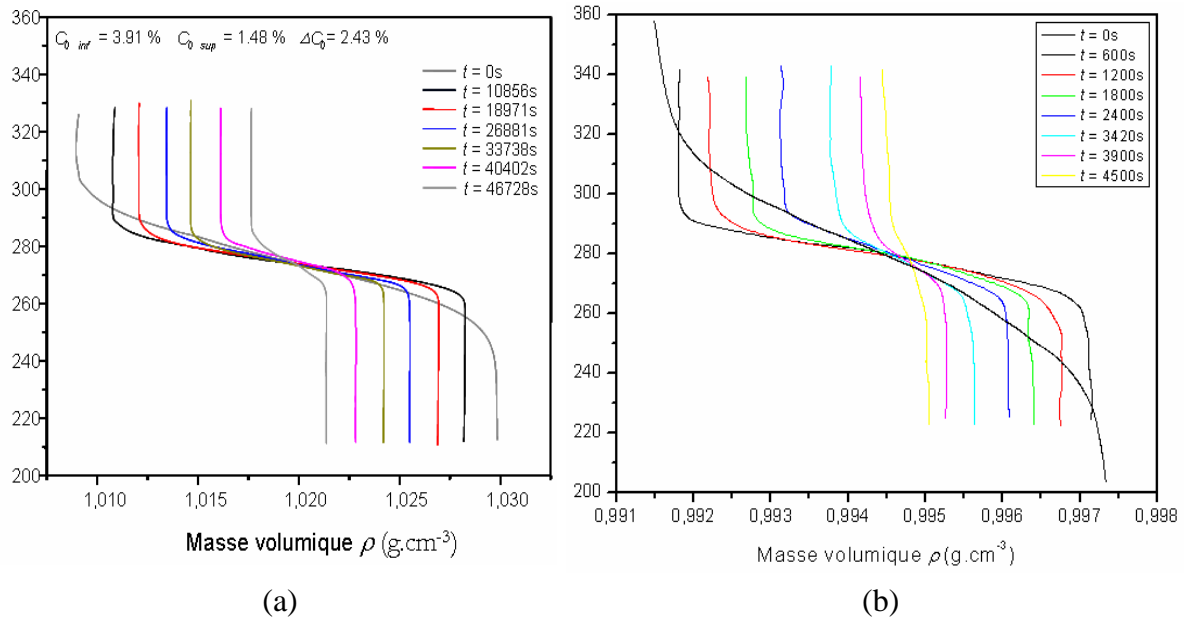 360
340
320
300
280
260
240
220
200
C0 inf = 3.91 % C0 sup = 1.48 % ΔC0= 2.43 %
t = 0s
t = 10856s
t = 18971s
t = 26881s
t = 33738s
t = 40402s
t = 46728s
1,010 1,015 1,020 1,025 1,030
Masse volumique ρ (g.cm-3)
(a)
360
340
320
300
280
260
240
220
200
t = 0s
t = 600s
t = 1200s
t = 1800s
t = 2400s
t = 3420s
t = 3900s
t = 4500s
0,991 0,992 0,993 0,994 0,995 0,996 0,997 0,998
Masse volumique ρ (g.cm-3)
(b)